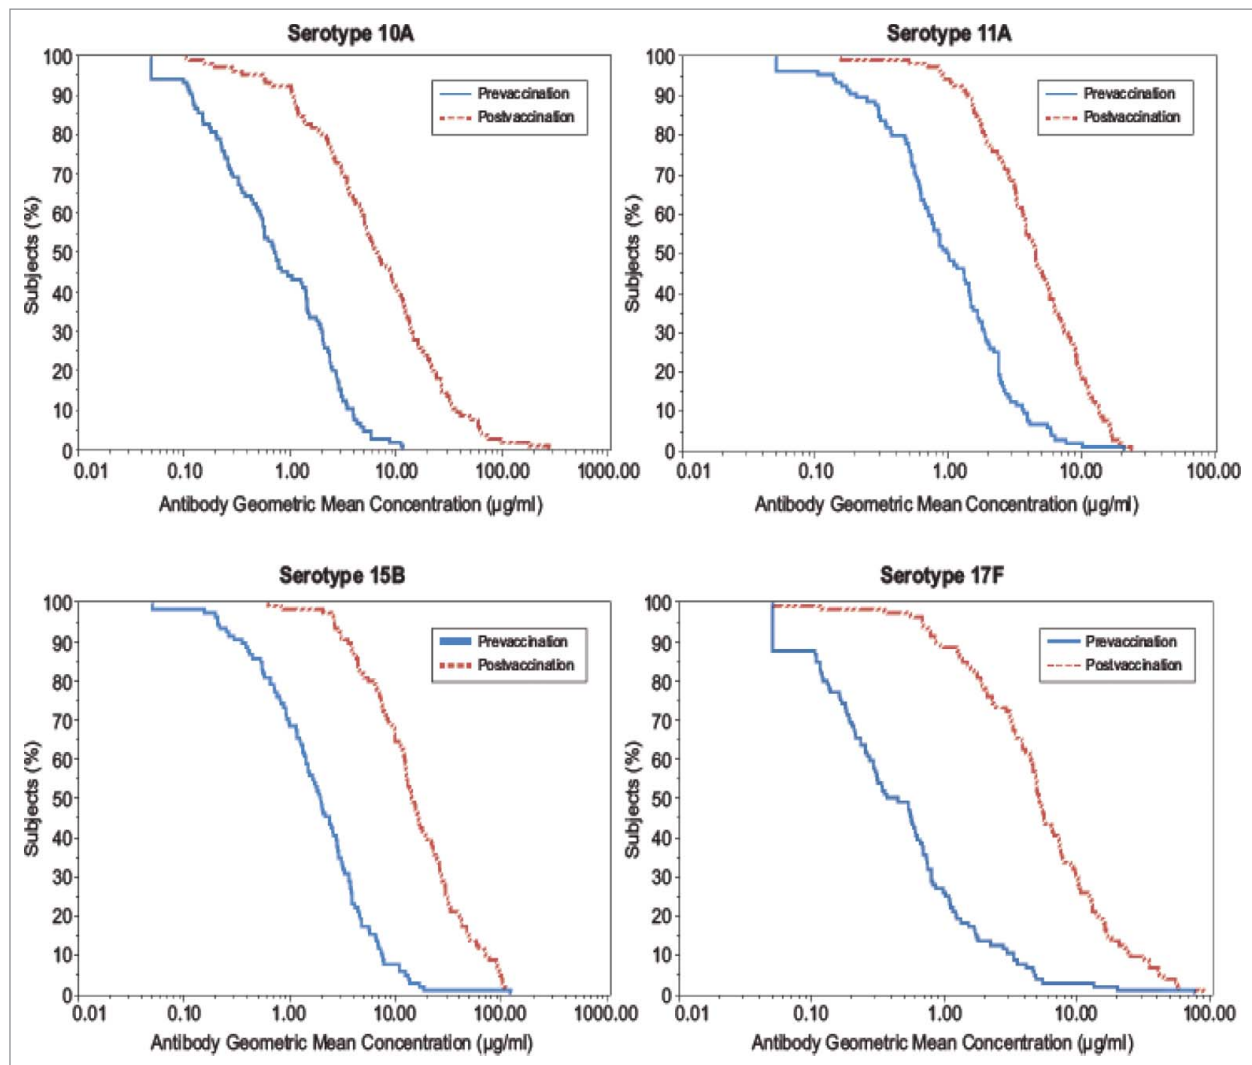 Serotype 10A
100
90
80
70
60
50
40
30
20
10
0
Subjects (%)
Prevaccination
Postvaccination
0.01 0.10 1.00 10.00 100.00 1000.00
Antibody Geometric Mean Concentration (µg/ml)
Serotype 11A
100
90
80
70
60
50
40
30
20
10
0
Subjects (%)
Prevaccination
Postvaccination
0.01 0.10 1.00 10.00 100.00
Antibody Geometric Mean Concentration (µg/ml)
Serotype 15B
100
90
80
70
60
50
40
30
20
10
0
Subjects (%)
Prevaccination
Postvaccination
0.01 0.10 1.00 10.00 100.00 1000.00
Antibody Geometric Mean Concentration (µg/ml)
Serotype 17F
100
90
80
70
60
50
40
30
20
10
0
Subjects (%)
Prevaccination
Postvaccination
0.01 0.10 1.00 10.00 100.00
Antibody Geometric Mean Concentration (µg/ml)